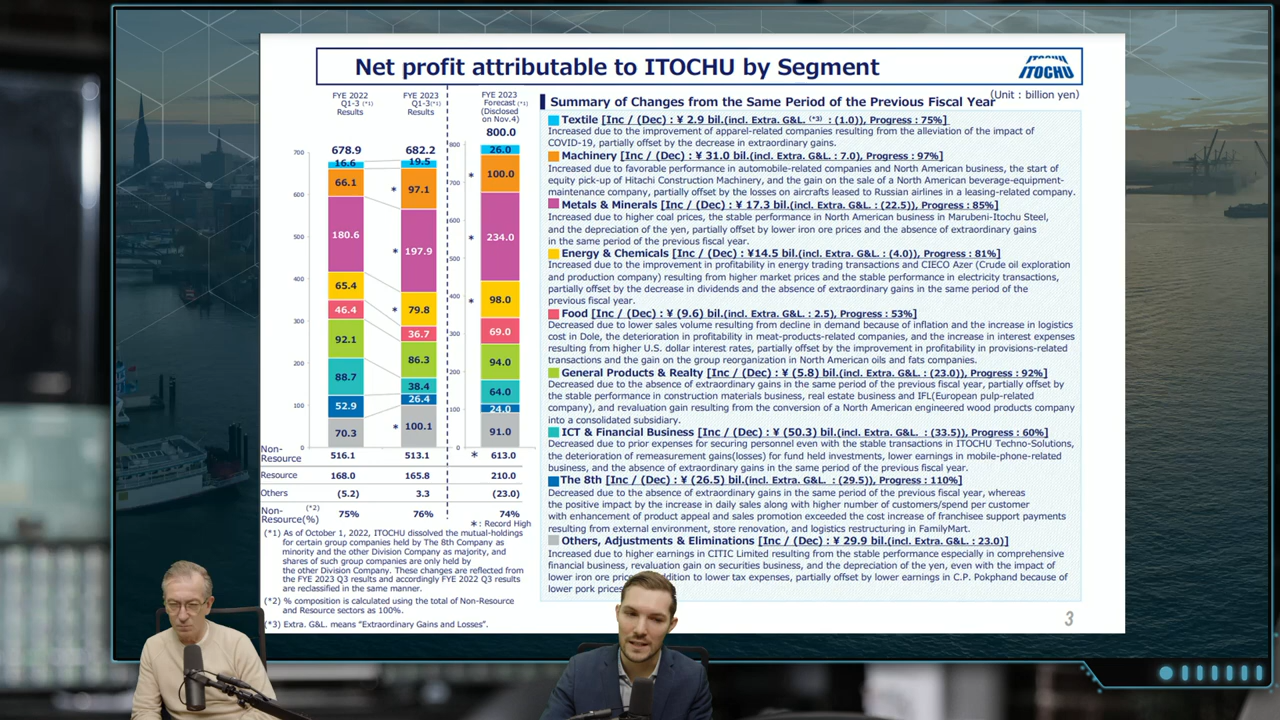 Net profit attributable to ITOCHU by Segment
ITOCHU
(Unit : billion yen)
FYE 2022
Q1-3 (*1)
Results
FYE 2023
Q1-3(*1)
Results
FYE 2023
Forecast (*1)
(Disclosed
on Nov.4)
800.0
678.9
682.2
700
600
500
400
300
200
100
0
16.6
66.1
180.6
65.4
46.4
92.1
88.7
52.9
70.3
19.5
* 97.1
* 197.9
* 79.8
36.7
86.3
38.4
26.4
* 100.1
800
700
600
500
400
300
200
100
0
26.0
* 100.0
* 234.0
* 98.0
69.0
94.0
64.0
24.0
91.0
Non-Resource 516.1 513.1 * 613.0
Resource 168.0 165.8 210.0
Others (5.2) 3.3 (23.0)
Non-Resource(%) (*2) 75% 76% 74%
*: Record High
(*1) As of October 1, 2022, ITOCHU dissolved the mutual-holdings
for certain group companies held by The 8th Company as
minority and the other Division Company as majority, and
shares of such group companies are only held by
the other Division Company. These changes are reflected from
the FYE 2023 Q3 results and accordingly FYE 2022 Q3 results
are reclassified in the same manner.
(*2) % composition is calculated using the total of Non-Resource
and Resource sectors as 100%.
(*3) Extra. G&L. means "Extraordinary Gains and Losses".
Summary of Changes from the Same Period of the Previous Fiscal Year
Textile [Inc / (Dec) : ¥ 2.9 bil.(incl. Extra. G&L. (*3) : (1.0)), Progress : 75%]
Increased due to the improvement of apparel-related companies resulting from the alleviation of the impact of
COVID-19, partially offset by the decrease in extraordinary gains.
Machinery [Inc / (Dec) : ¥ 31.0 bil.(incl. Extra. G&L. : 7.0), Progress : 97%]
Increased due to favorable performance in automobile-related companies and North American business, the start of
equity pick-up of Hitachi Construction Machinery, and the gain on the sale of a North American beverage-equipment-
maintenance company, partially offset by the losses on aircrafts leased to Russian airlines in a leasing-related company.
Metals & Minerals [Inc / (Dec) : ¥ 17.3 bil.(incl. Extra. G&L. : (22.5)), Progress : 85%]
Increased due to higher coal prices, the stable performance in North American business in Marubeni-Itochu Steel,
and the depreciation of the yen, partially offset by lower iron ore prices and the absence of extraordinary gains
in the same period of the previous fiscal year.
Energy & Chemicals [Inc / (Dec) : ¥14.5 bil.(incl. Extra. G&L. : (4.0)), Progress : 81%]
Increased due to the improvement in profitability in energy trading transactions and CIECO Azer (Crude oil exploration
and production company) resulting from higher market prices and the stable performance in electricity transactions,
partially offset by the decrease in dividends and the absence of extraordinary gains in the same period of the
previous fiscal year.
Food [Inc / (Dec) : ¥ (9.6) bil.(incl. Extra. G&L. : 2.5), Progress : 53%]
Decreased due to lower sales volume resulting from decline in demand because of inflation and the increase in logistics
cost in Dole, the deterioration in profitability in meat-products-related companies, and the increase in interest expenses
resulting from higher U.S. dollar interest rates, partially offset by the improvement in profitability in provisions-related
transactions and the gain on the group reorganization in North American oils and fats companies.
General Products & Realty [Inc / (Dec) : ¥ (5.8) bil.(incl. Extra. G&L. : (23.0)), Progress : 92%]
Decreased due to the absence of extraordinary gains in the same period of the previous fiscal year, partially offset by
the stable performance in construction materials business, real estate business and IFL(European pulp-related
company), and revaluation gain resulting from the conversion of a North American engineered wood products company
into a consolidated subsidiary.
ICT & Financial Business [Inc / (Dec) : ¥ (50.3) bil.(incl. Extra. G&L. : (33.5)), Progress : 60%]
Decreased due to prior expenses for securing personnel even with the stable transactions in ITOCHU Techno-Solutions,
the deterioration of remeasurement gains(losses) for fund held investments, lower earnings in mobile-phone-related
business, and the absence of extraordinary gains in the same period of the previous fiscal year.
The 8th [Inc / (Dec) : ¥ (26.5) bil.(incl. Extra. G&L. : (29.5)), Progress : 110%]
Decreased due to the absence of extraordinary gains in the same period of the previous fiscal year, whereas
the positive impact by the increase in daily sales along with higher number of customers/spend per customer
with enhancement of product appeal and sales promotion exceeded the cost increase of franchisee support payments
resulting from external environment, store renovation, and logistics restructuring in FamilyMart.
Others, Adjustments & Eliminations [Inc / (Dec) : ¥ 29.9 bil.(incl. Extra. G&L. : 23.0)]
Increased due to higher earnings in CITIC Limited resulting from the stable performance especially in comprehensive
financial business, revaluation gain on securities business, and the depreciation of the yen, even with the impact of
lower iron ore addition to lower tax expenses, partially offset by lower earnings in C.P. Pokphand because of
lower pork prices
3